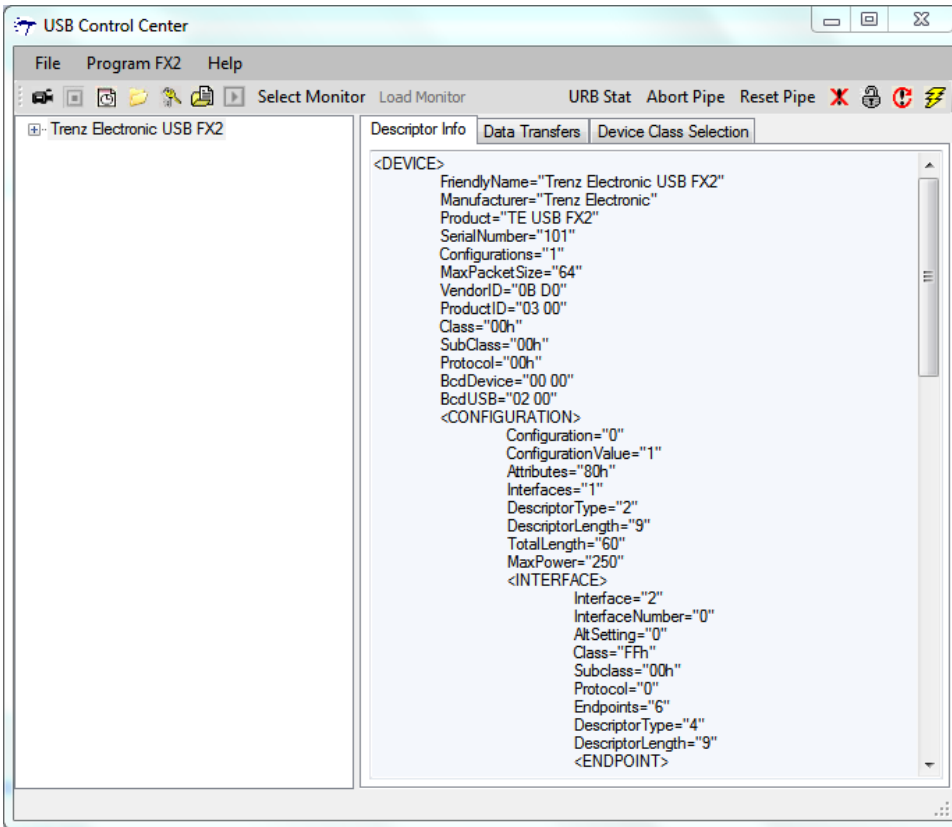 USB Control Center
File Program FX2 Help
Select Monitor Load Monitor URB Stat Abort Pipe Reset Pipe
Trenz Electronic USB FX2
Descriptor Info Data Transfers Device Class Selection
<DEVICE>
FriendlyName="Trenz Electronic USB FX2"
Manufacturer="Trenz Electronic"
Product="TE USB FX2"
SerialNumber="101"
Configurations="1"
MaxPacketSize="64"
VendorID="0B D0"
ProductID="03 00"
Class="00h"
SubClass="00h"
Protocol="00h"
BcdDevice="00 00"
BcdUSB="02 00"
<CONFIGURATION>
Configuration="0"
ConfigurationValue="1"
Attributes="80h"
Interfaces="1"
DescriptorType="2"
DescriptorLength="9"
TotalLength="60"
MaxPower="250"
<INTERFACE>
Interface="2"
InterfaceNumber="0"
AltSetting="0"
Class="FFh"
Subclass="00h"
Protocol="0"
Endpoints="6"
DescriptorType="4"
DescriptorLength="9"
<ENDPOINT>